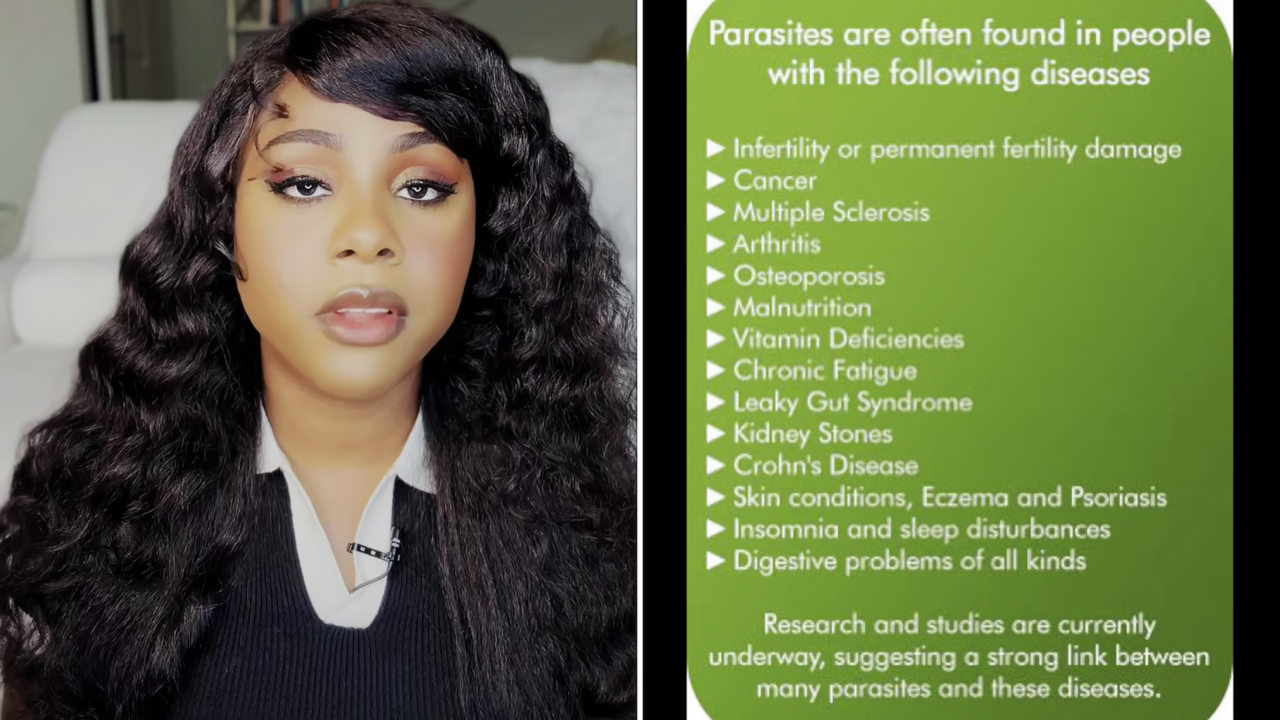 Parasites are often found in people
with the following diseases
► Infertility or permanent fertility damage
► Cancer
► Multiple Sclerosis
► Arthritis
► Osteoporosis
► Malnutrition
► Vitamin Deficiencies
► Chronic Fatigue
► Leaky Gut Syndrome
► Kidney Stones
► Crohn's Disease
► Skin conditions, Eczema and Psoriasis
► Insomnia and sleep disturbances
► Digestive problems of all kinds
Research and studies are currently
underway, suggesting a strong link between
many parasites and these diseases.